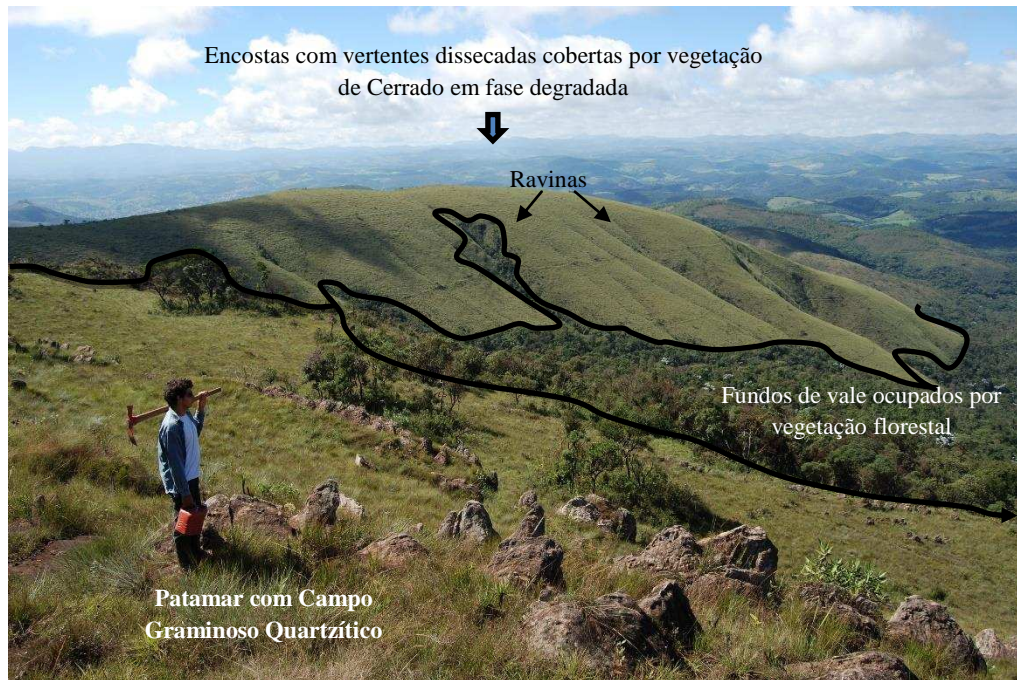 Encostas com vertentes dissecadas cobertas por vegetação
de Cerrado em fase degradada
Ravinas
Fundos de vale ocupados por
vegetação florestal
Patamar com Campo
Graminoso Quartzítico